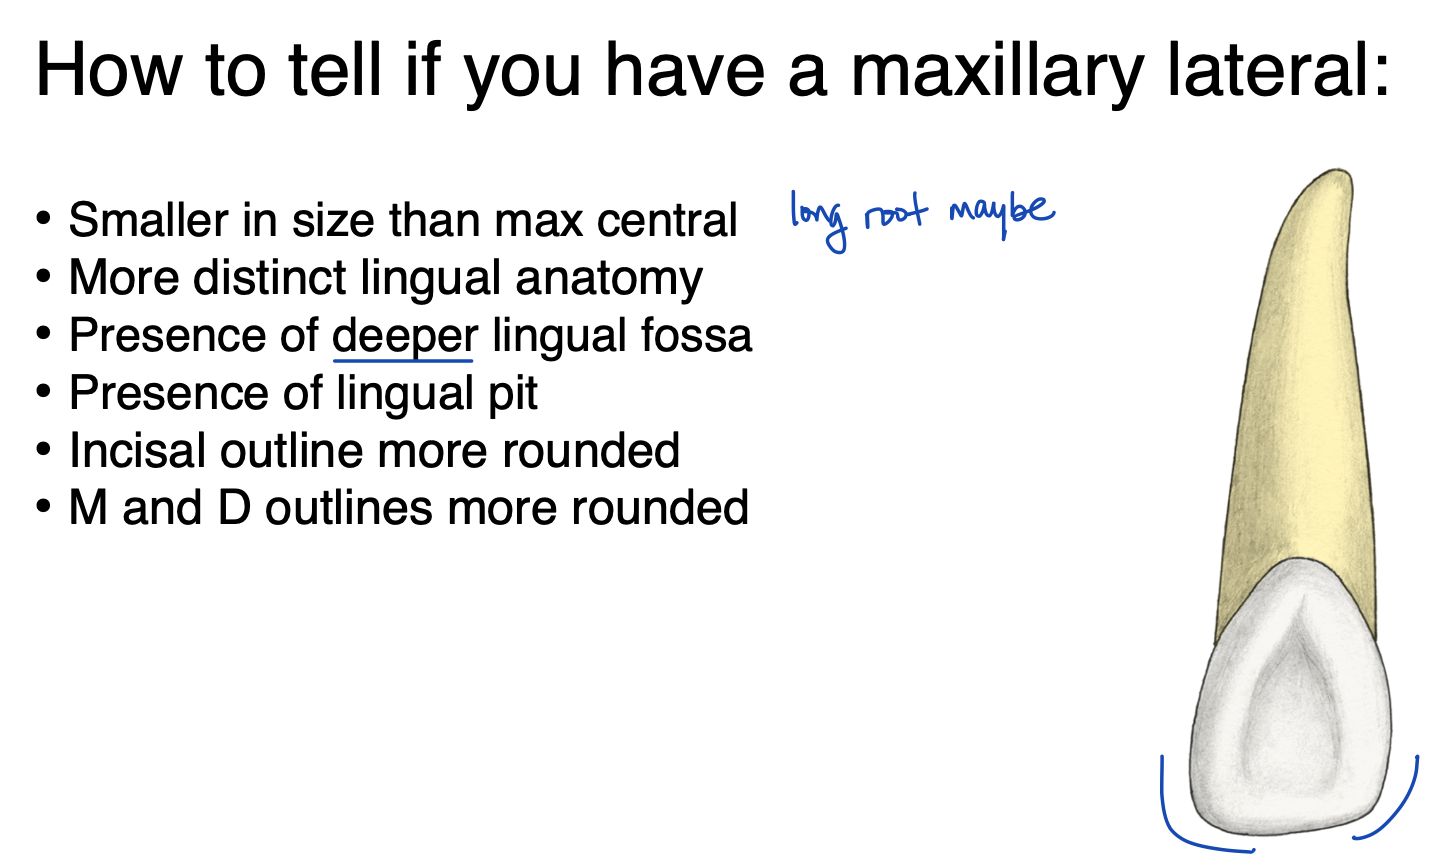 How to tell if you have a maxillary lateral:
• Smaller in size than max central long root maybe
• More distinct lingual anatomy
• Presence of deeper lingual fossa
• Presence of lingual pit
• Incisal outline more rounded
• M and D outlines more rounded